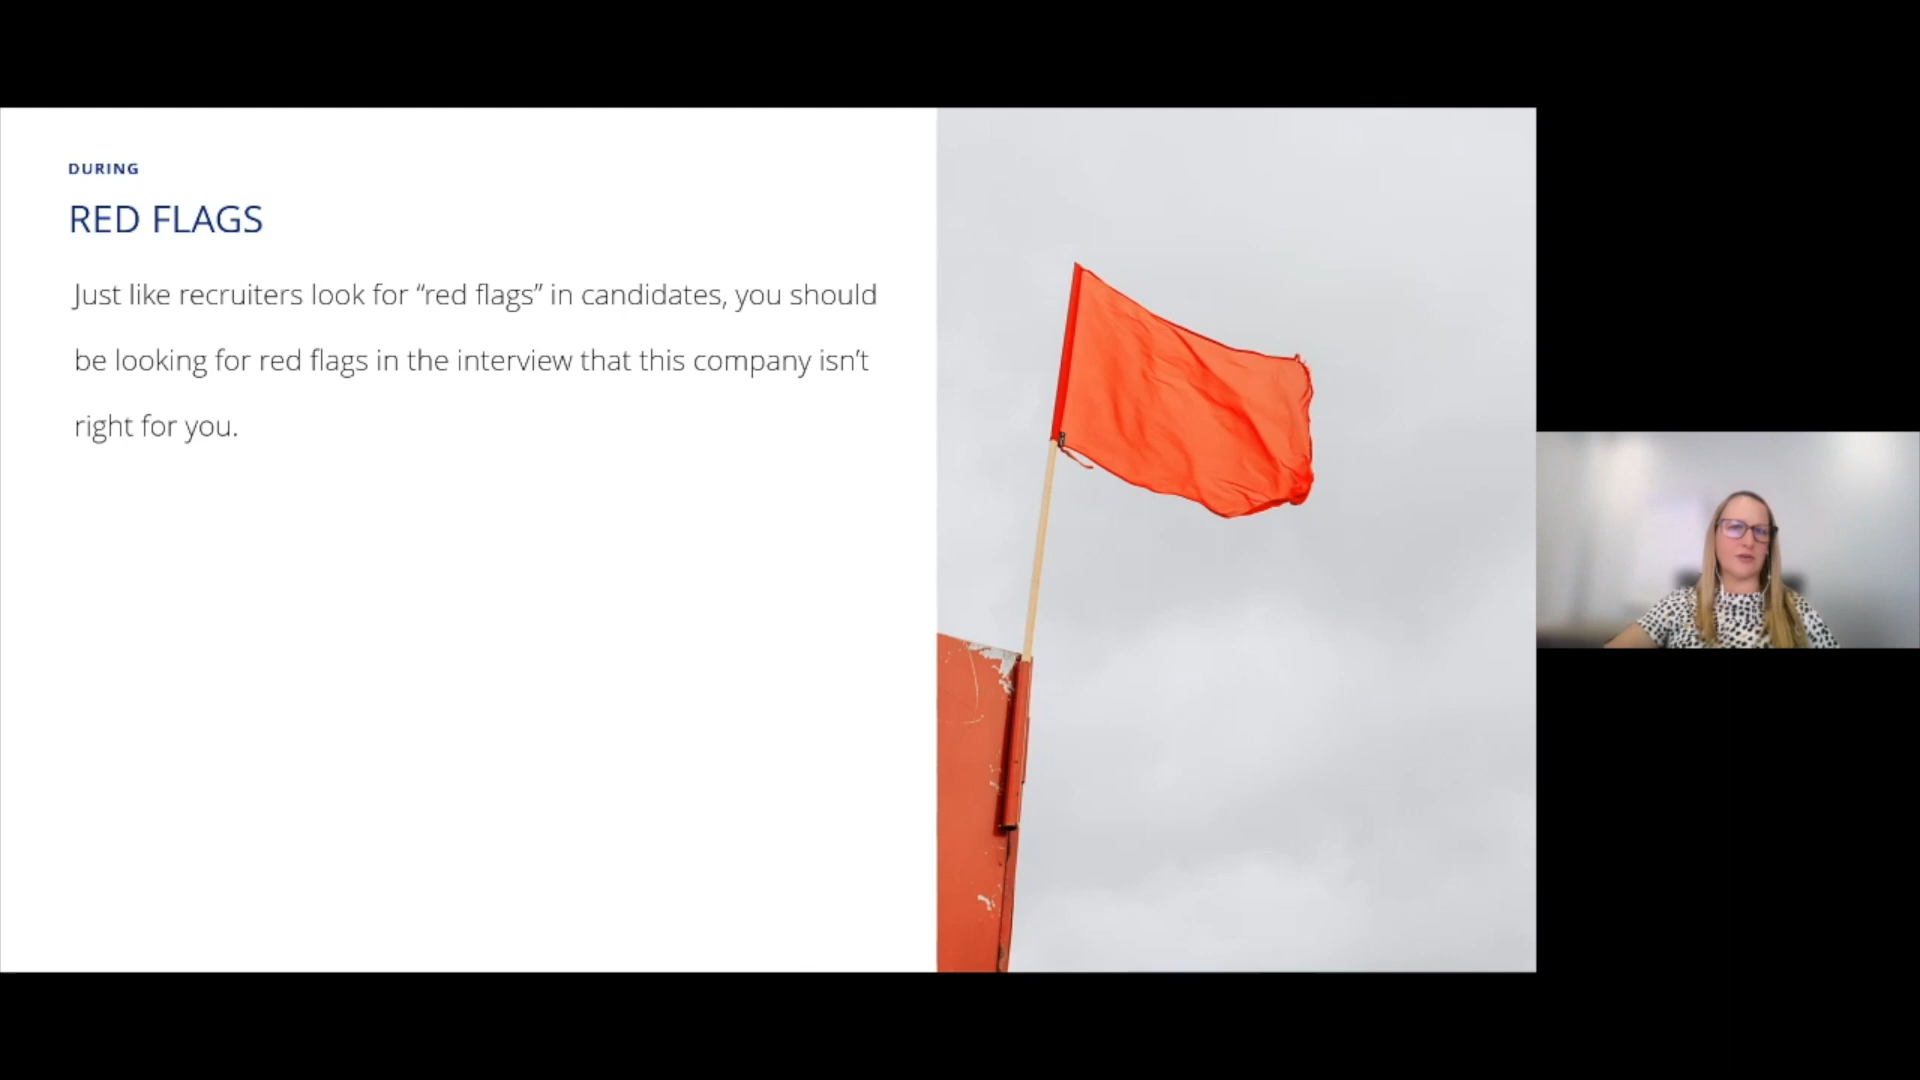 DURING
RED FLAGS
Just like recruiters look for “red flags” in candidates, you should
be looking for red flags in the interview that this company isn’t
right for you.